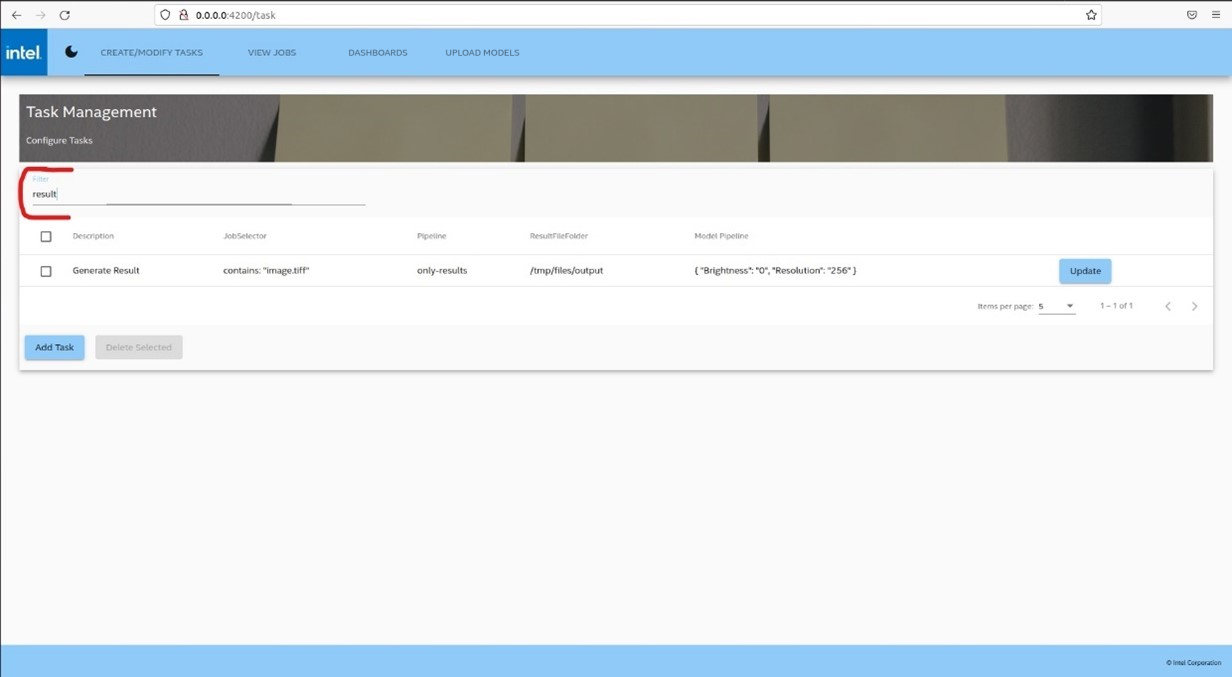 0.0.0.0:4200/task
intel.
CREATE/MODIFY TASKS VIEW JOBS DASHBOARDS UPLOAD MODELS
Task Management
Configure Tasks
Filter
result
Description JobSelector Pipeline ResultFileFolder Model Pipeline
Generate Result contains: "image.tiff" only-results /tmp/files/output { "Brightness": "0", "Resolution": "256" } Update
Items per page: 5 1 – 1 of 1
Add Task Delete Selected
© Intel Corporation